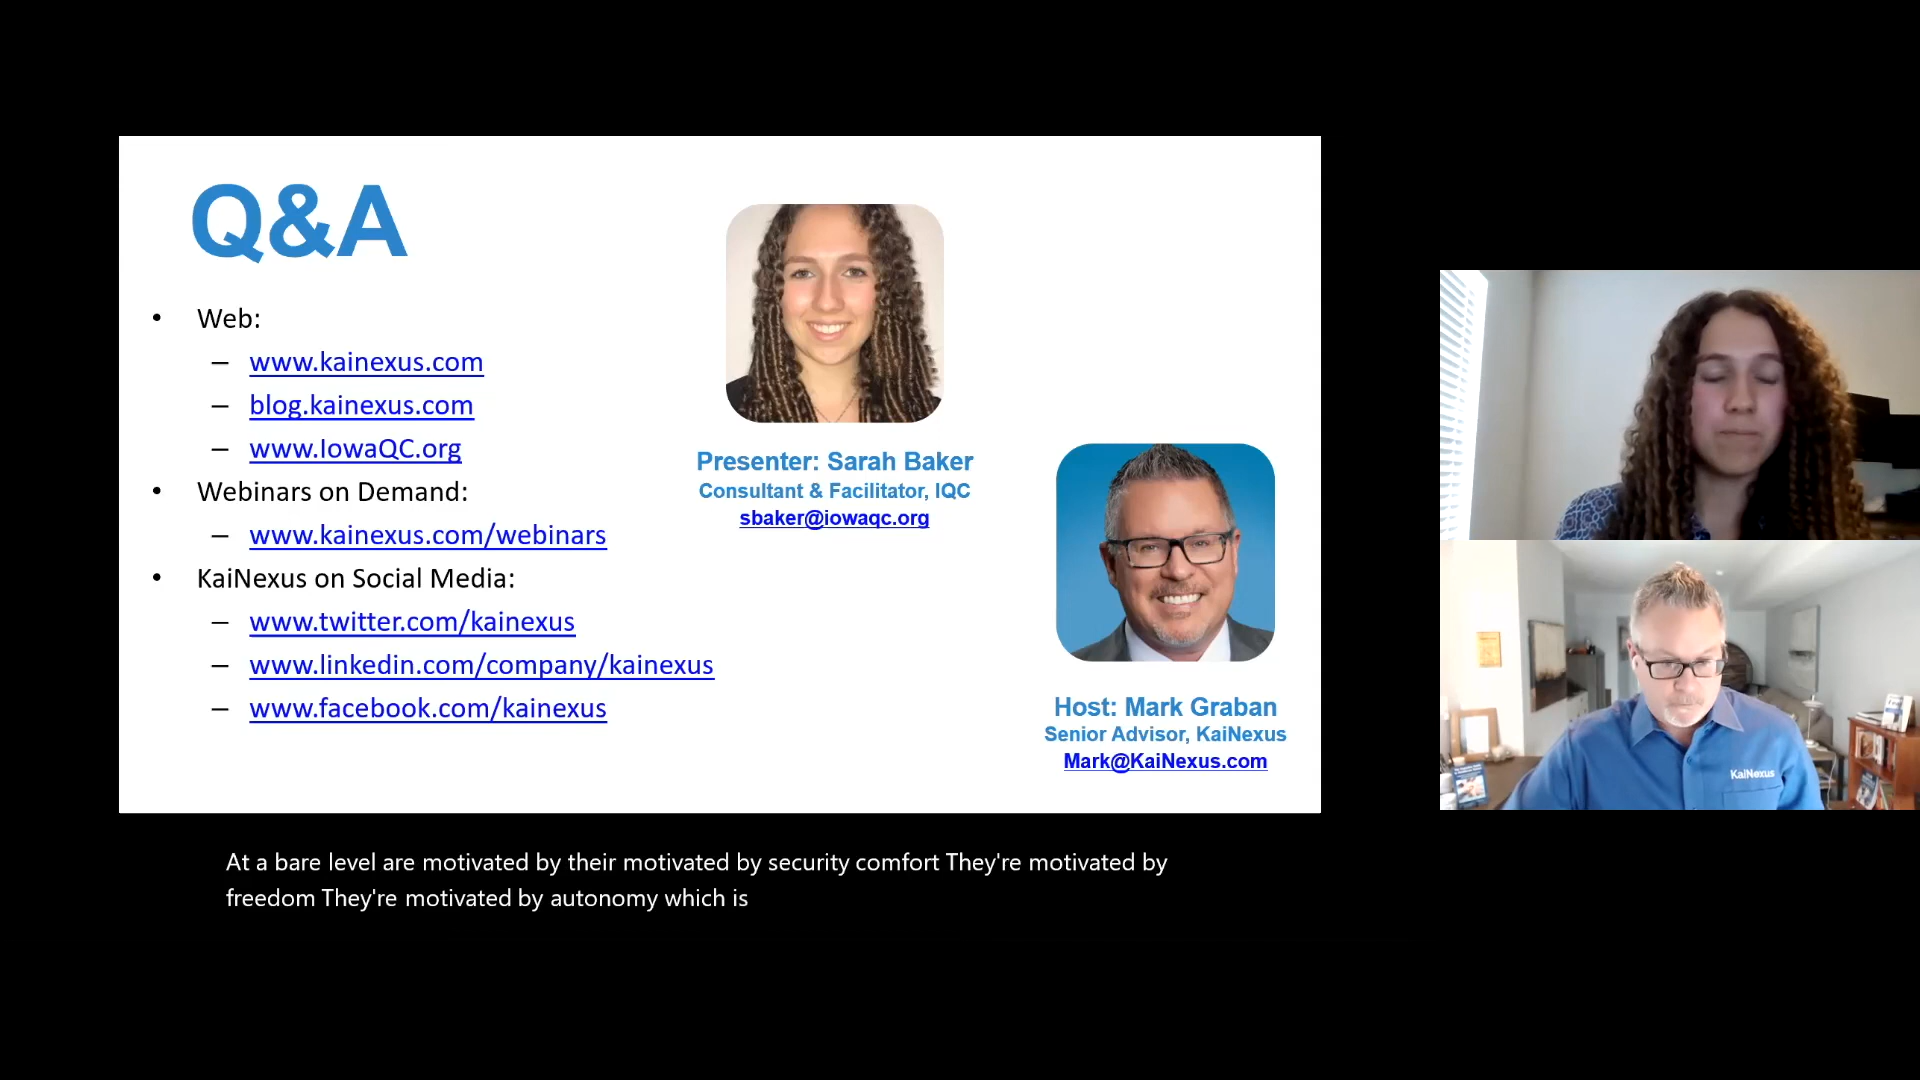 Q&A
• Web:
– www.kainexus.com
– blog.kainexus.com
– www.IowaQC.org
• Webinars on Demand:
– www.kainexus.com/webinars
• KaiNexus on Social Media:
– www.twitter.com/kainexus
– www.linkedin.com/company/kainexus
– www.facebook.com/kainexus
Presenter: Sarah Baker
Consultant & Facilitator, IQC
sbaker@iowaqc.org
Host: Mark Graban
Senior Advisor, KaiNexus
Mark@KaiNexus.com
KaiNexus
At a bare level are motivated by their motivated by security comfort They're motivated by
freedom They're motivated by autonomy which is